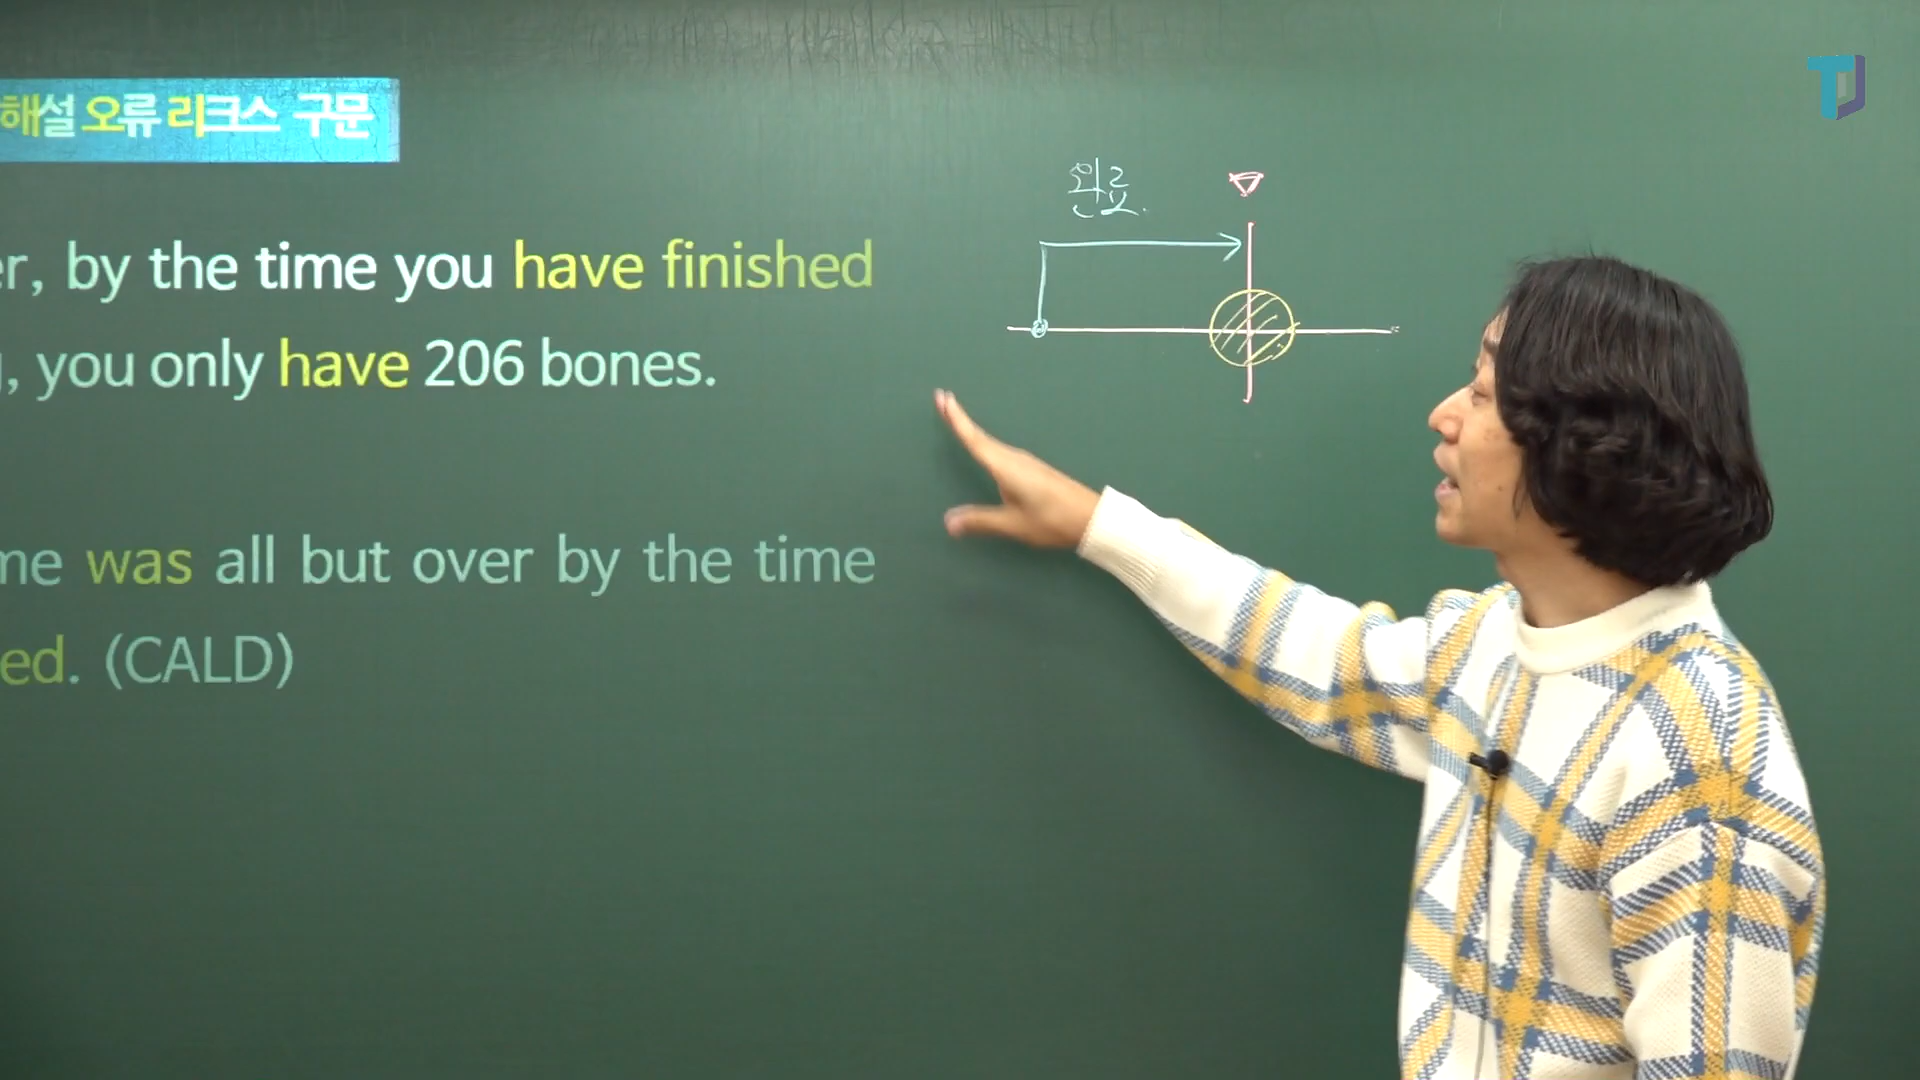 해설 오류 리크스 구문
완료.
er, by the time you have finished
, you only have 206 bones.
me was all but over by the time
ed. (CALD)
TJ